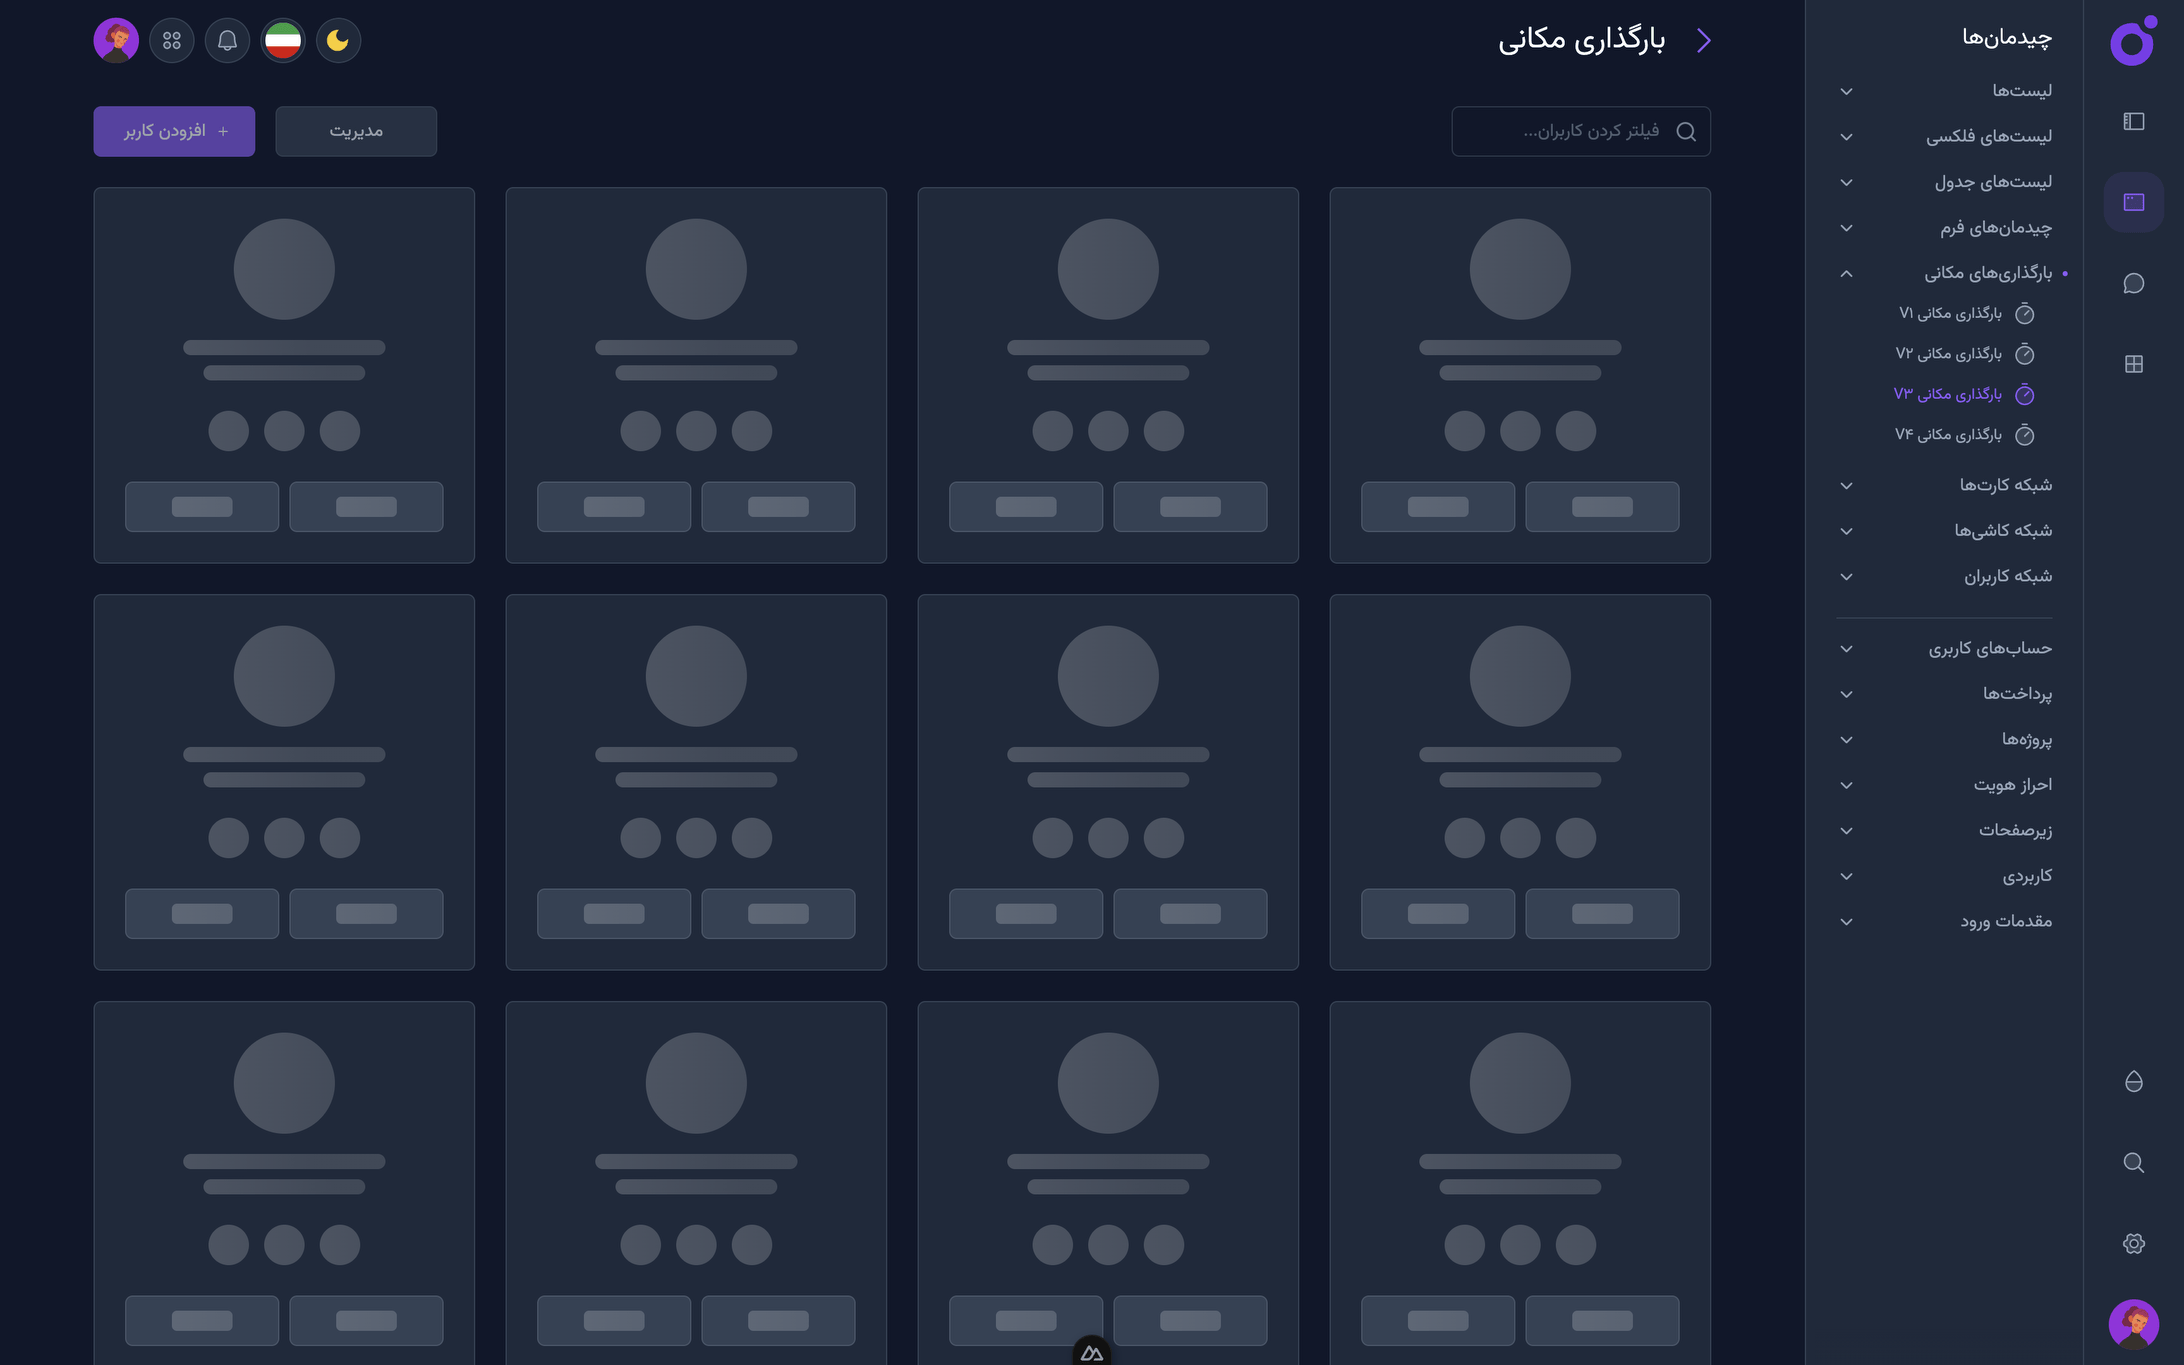 چیدمان‌ها
لیست‌ها
لیست‌های فلکسی
لیست‌های جدول
چیدمان‌های فرم
بارگذاری‌های مکانی
بارگذاری مکانی V۱
بارگذاری مکانی V۲
بارگذاری مکانی V۳
بارگذاری مکانی V۴
شبکه کارت‌ها
شبکه کاشی‌ها
شبکه کاربران
حساب‌های کاربری
پرداخت‌ها
پروژه‌ها
احراز هویت
زیرصفحات
کاربردی
مقدمات ورود
بارگذاری مکانی
فیلتر کردن کاربران...
مدیریت
+ افزودن کاربر